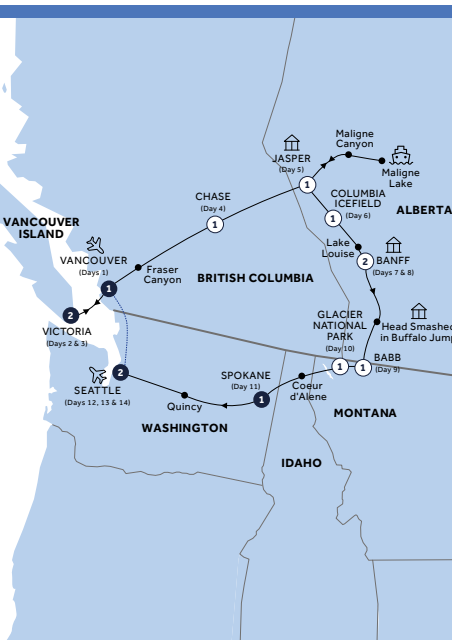 Maligne
Canyon
JASPER
(Day 5)
1
Maligne
Lake
CHASE
(Day 4)
1
COLUMBIA
ICEFIELD
(Day 6)
1
ALBERTA
VANCOUVER
ISLAND
VANCOUVER
(Days 1)
1
Fraser
Canyon
BRITISH COLUMBIA
Lake
Louise
2
BANFF
(Days 7 & 8)
2
VICTORIA
(Days 2 & 3)
GLACIER
NATIONAL
PARK
(Day 10)
1
Head Smashed
in Buffalo Jump
1
BABB
(Day 9)
2
SEATTLE
(Days 12, 13 & 14)
SPOKANE
(Day 11)
1
Coeur
d'Alene
Quincy
WASHINGTON
MONTANA
IDAHO